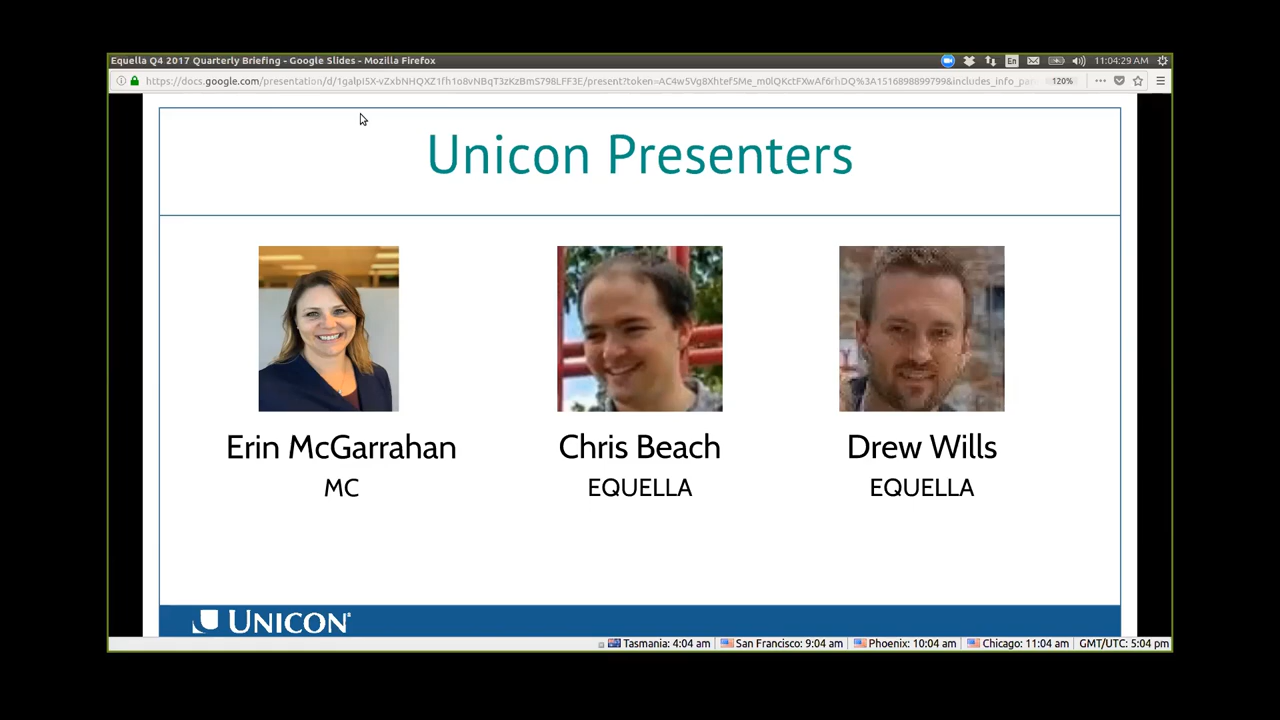 Equella Q4 2017 Quarterly Briefing - Google Slides - Mozilla Firefox
En
11:04:29 AM
120%
Unicon Presenters
Erin McGarrahan
Chris Beach
Drew Wills
MC
EQUELLA
EQUELLA
UNICON
Tasmania: 4:04 am
San Francisco: 9:04 am
Phoenix: 10:04 am
Chicago: 11:04 am
GMT/UTC: 5:04 pm